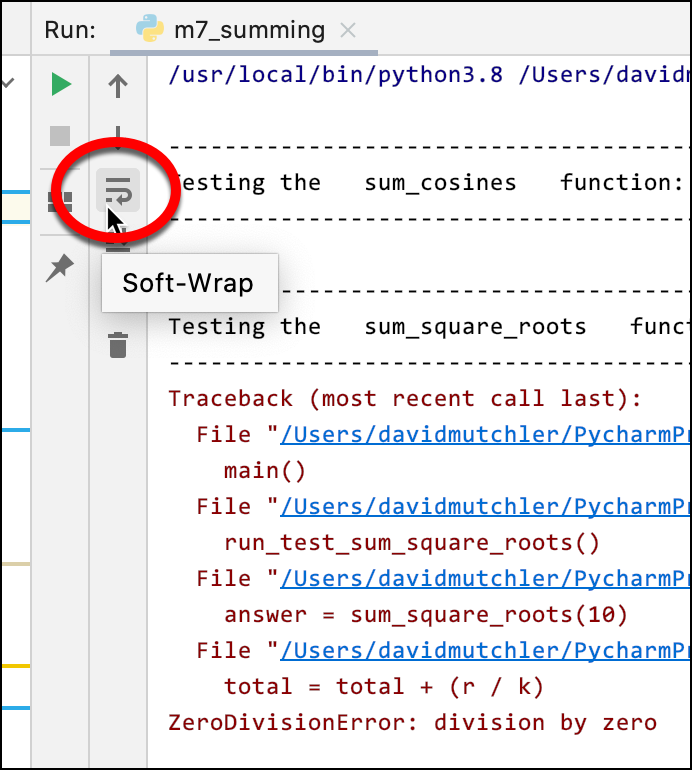 Run: m7_summing
/usr/local/bin/python3.8 /Users/david
----------------------------------------
Testing the   sum_cosines   function:
----------------------------------------
Soft-Wrap
----------------------------------------
Testing the   sum_square_roots   funct
----------------------------------------
Traceback (most recent call last):
  File "/Users/davidmutchler/PycharmPr
    main()
  File "/Users/davidmutchler/PycharmPr
    run_test_sum_square_roots()
  File "/Users/davidmutchler/PycharmPr
    answer = sum_square_roots(10)
  File "/Users/davidmutchler/PycharmPr
    total = total + (r / k)
ZeroDivisionError: division by zero